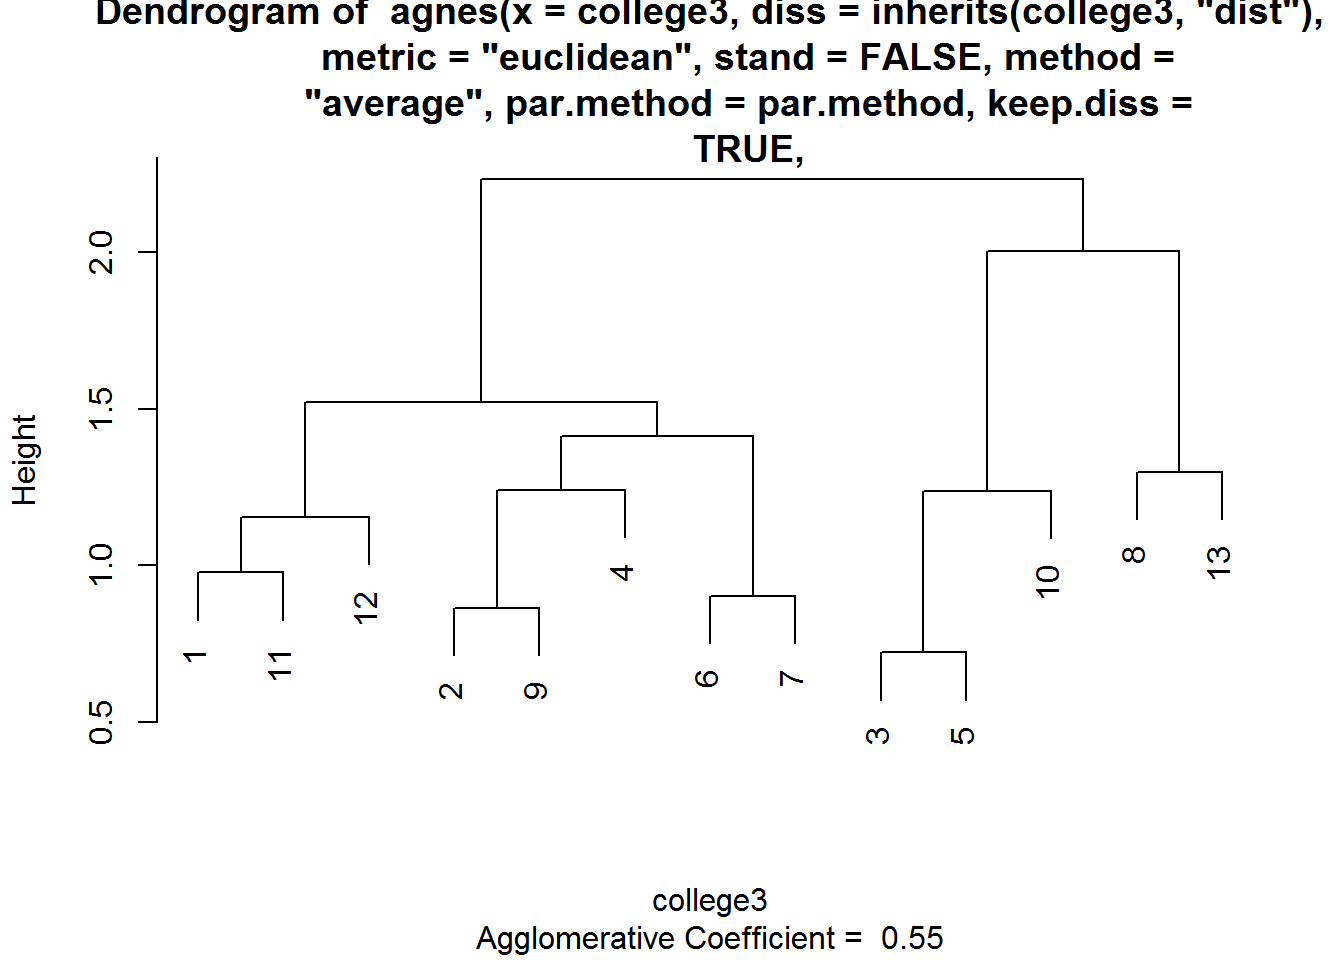 Dendrogram of  agnes(x = college3, diss = inherits(college3, "dist"),
metric = "euclidean", stand = FALSE, method =
"average", par.method = par.method, keep.diss =
TRUE,
Height
2.0
1.5
1.0
0.5
1
11
12
2
9
4
6
7
3
5
10
8
13
college3
Agglomerative Coefficient =  0.55